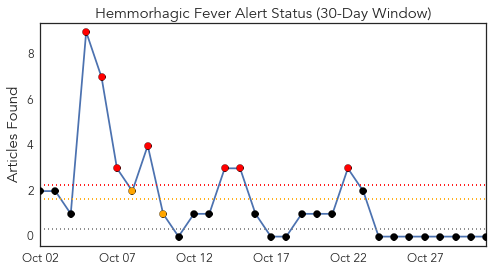 Hemmorhagic Fever Alert Status (30-Day Window)
Articles Found
8
6
4
2
0
Oct 02 Oct 07 Oct 12 Oct 17 Oct 22 Oct 27